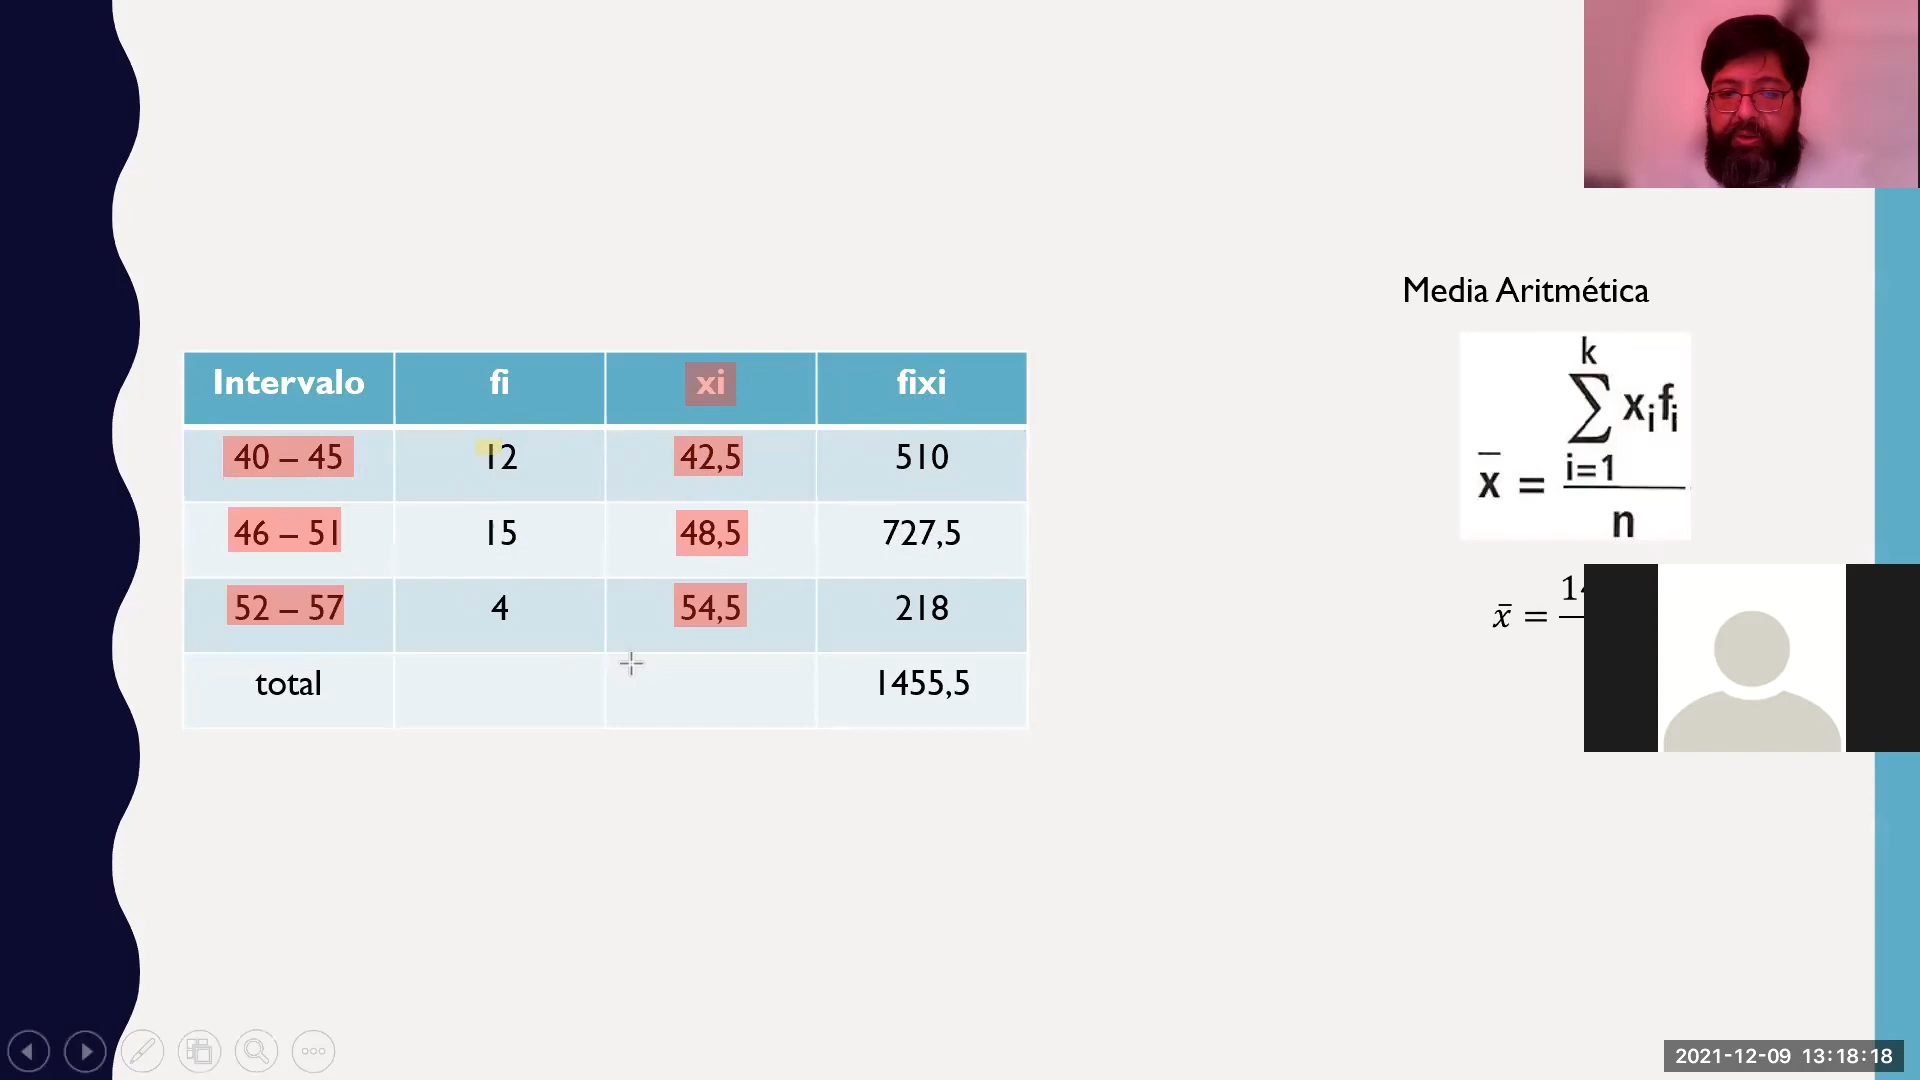 Media Aritmética
Intervalo fi xi fixi
40 – 45 12 42,5 510
46 – 51 15 48,5 727,5
52 – 57 4 54,5 218
total 1455,5
k
∑ xᵢfᵢ
i=1
x̄ =
n
x̄ =
2021-12-09 13:18:18